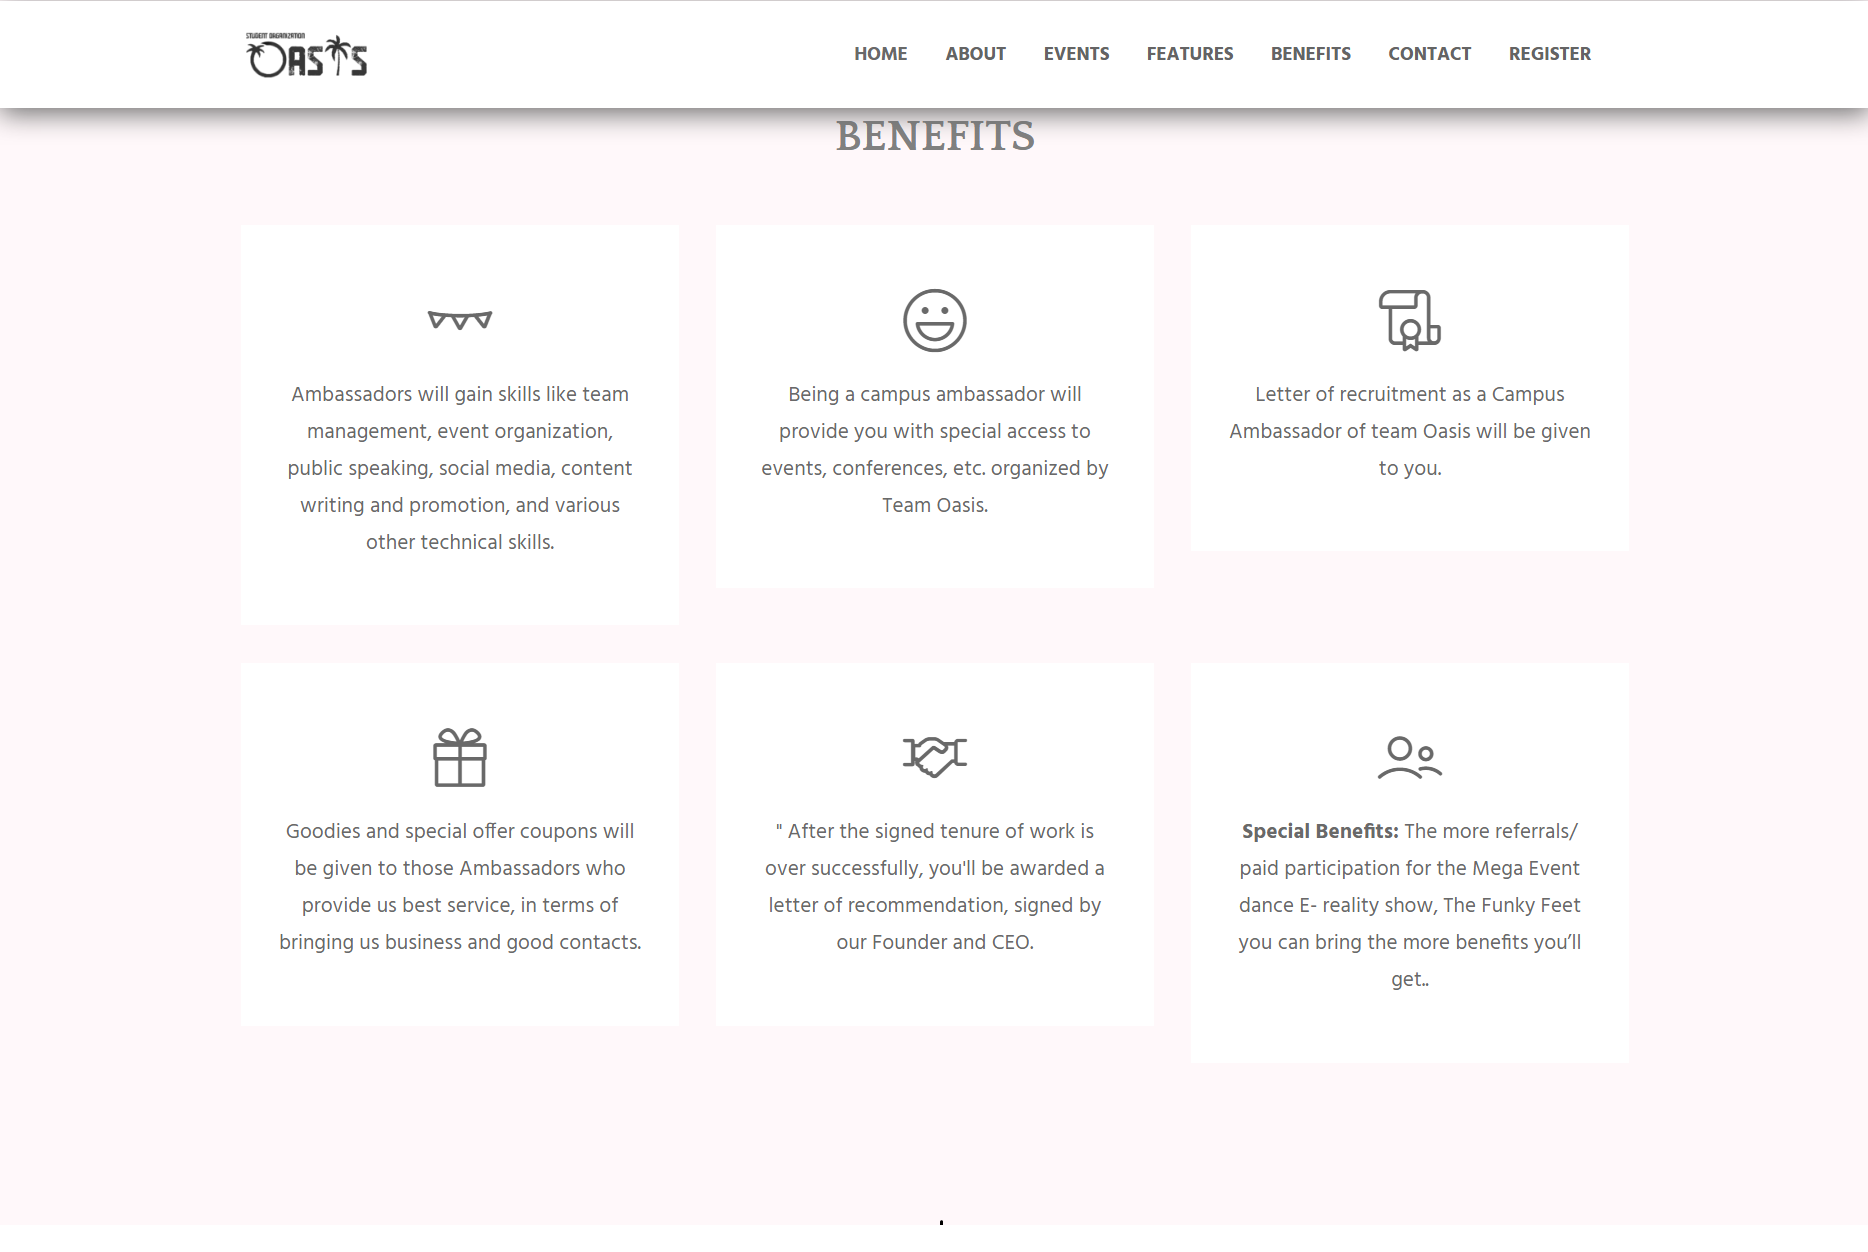 STUDENT ORGANIZATION
OASIS
HOME ABOUT EVENTS FEATURES BENEFITS CONTACT REGISTER
BENEFITS
Ambassadors will gain skills like team
management, event organization,
public speaking, social media, content
writing and promotion, and various
other technical skills.
Being a campus ambassador will
provide you with special access to
events, conferences, etc. organized by
Team Oasis.
Letter of recruitment as a Campus
Ambassador of team Oasis will be given
to you.
Goodies and special offer coupons will
be given to those Ambassadors who
provide us best service, in terms of
bringing us business and good contacts.
" After the signed tenure of work is
over successfully, you'll be awarded a
letter of recommendation, signed by
our Founder and CEO.
Special Benefits: The more referrals/
paid participation for the Mega Event
dance E- reality show, The Funky Feet
you can bring the more benefits you’ll
get..